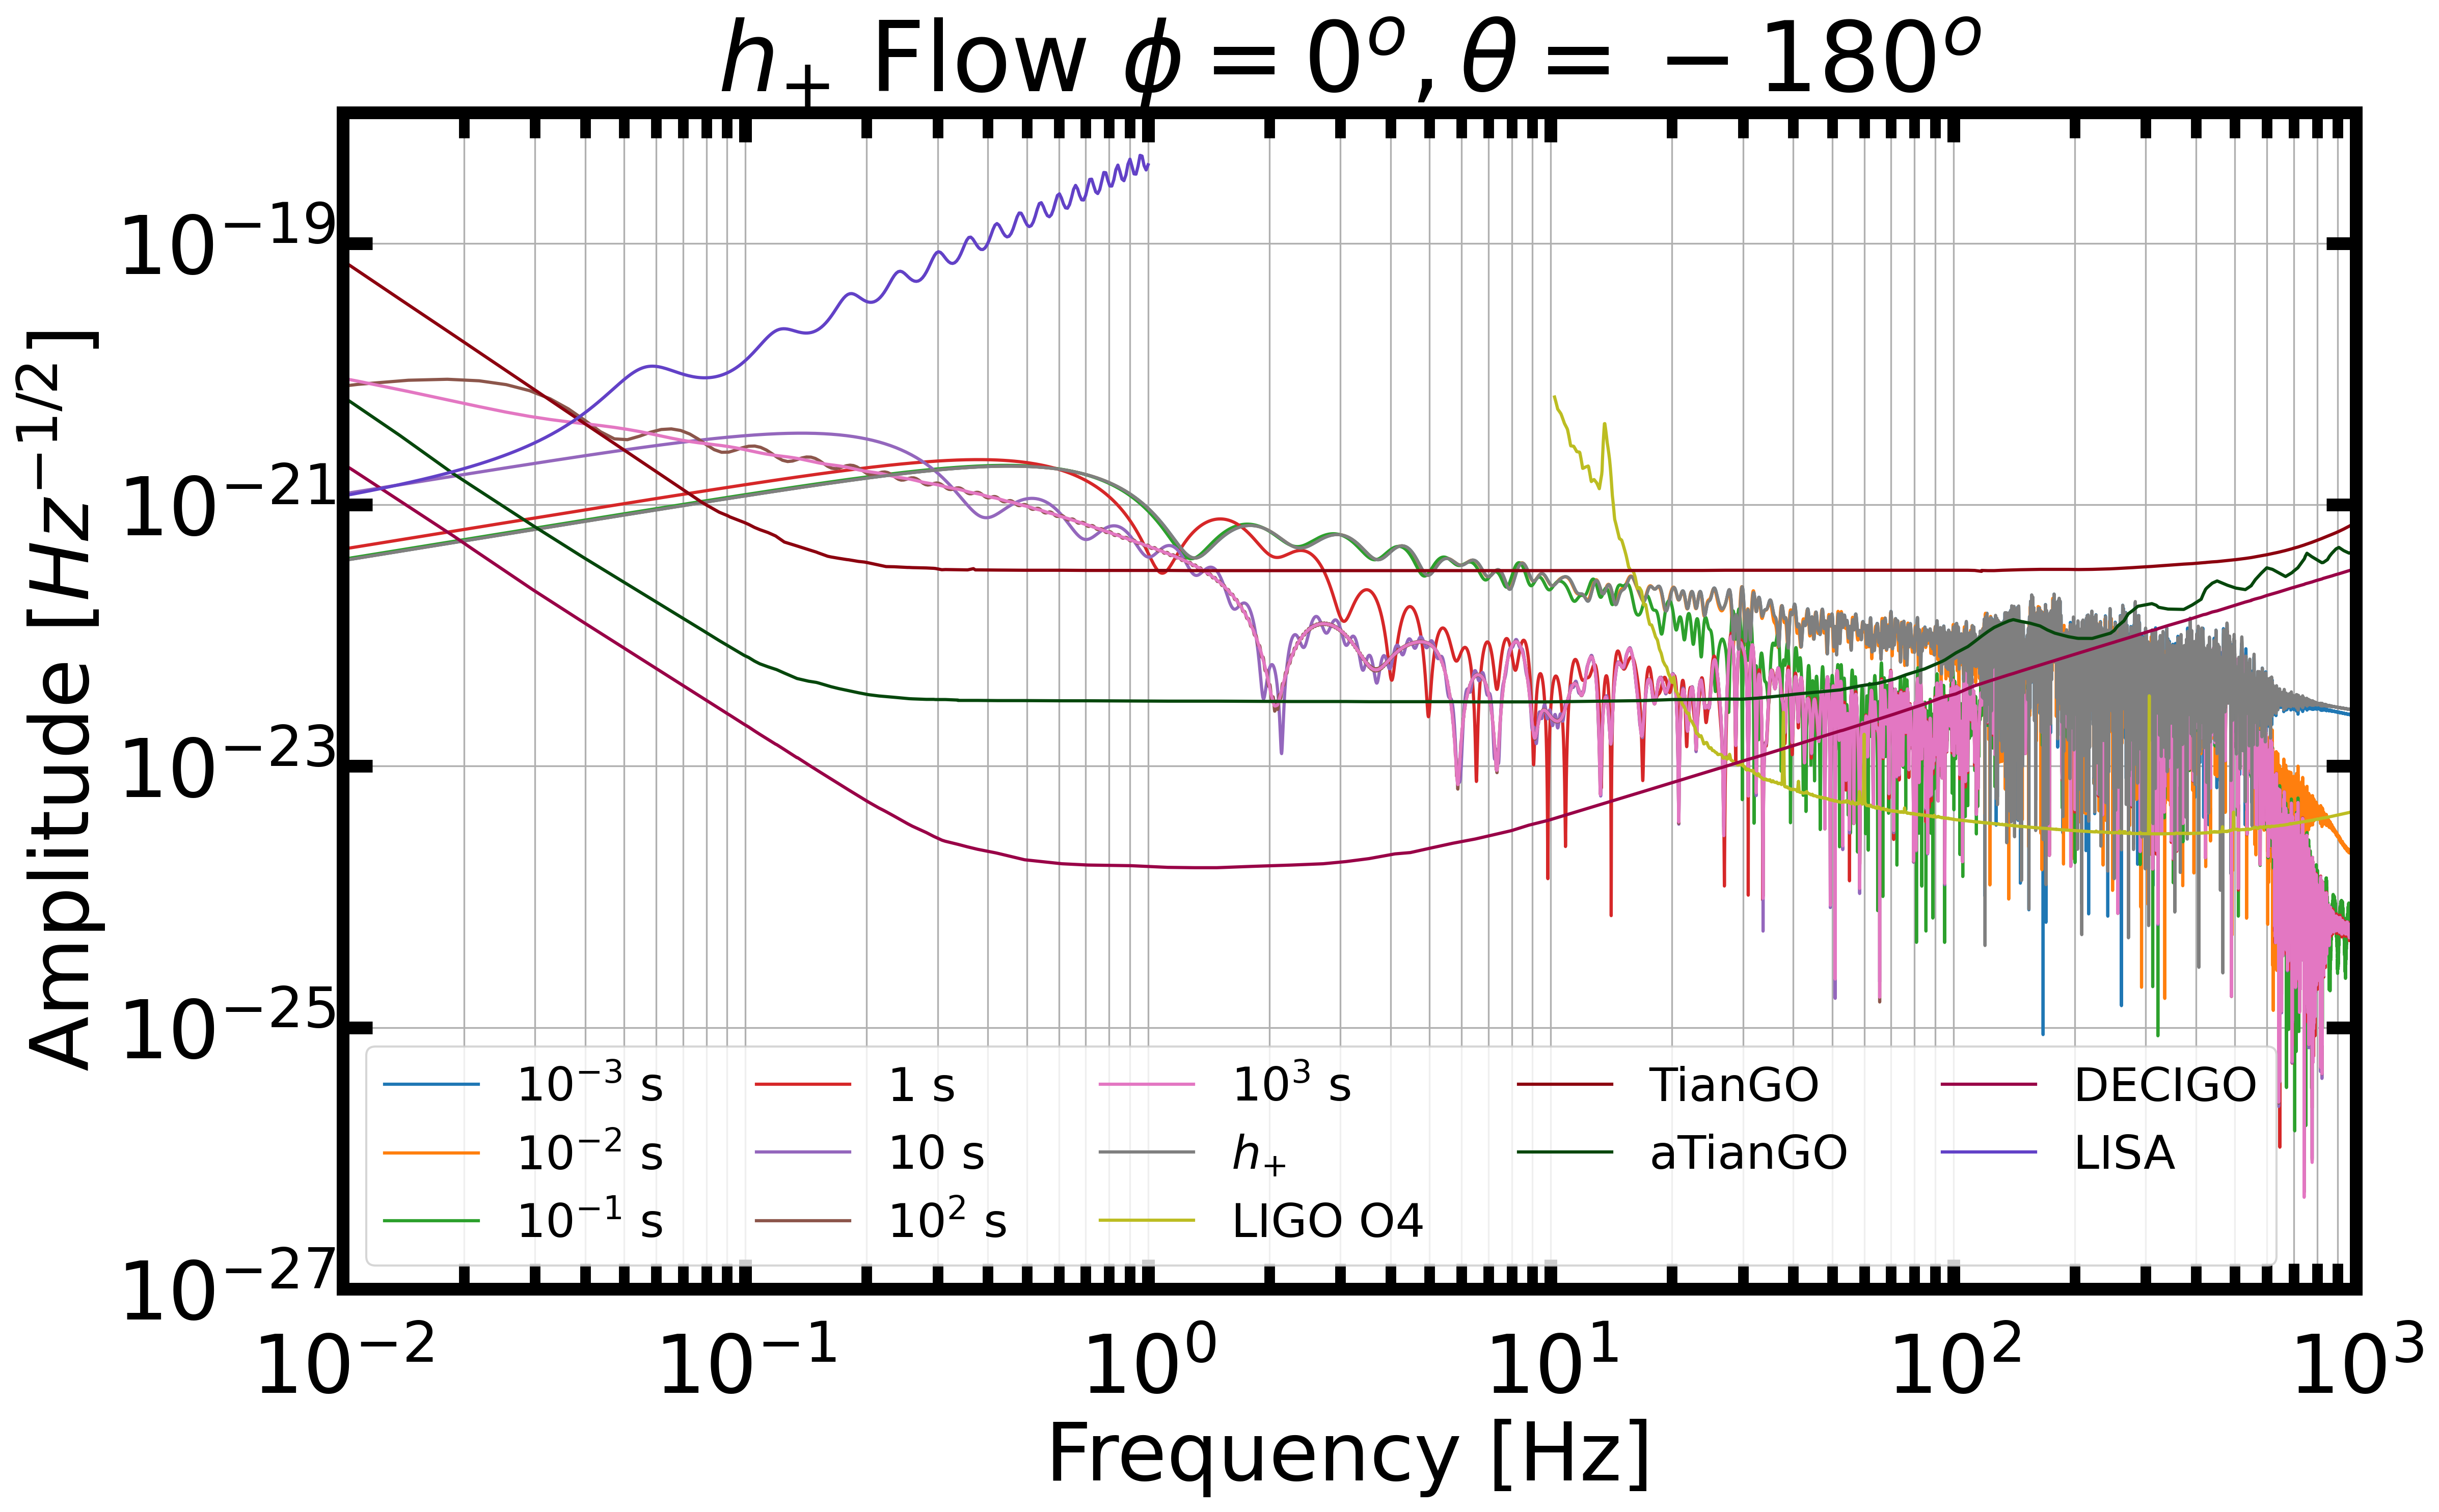 h₊ Flow ϕ = 0ᵒ, θ = − 180ᵒ
Amplitude [Hz⁻¹/²]
10⁻¹⁹
10⁻²¹
10⁻²³
10⁻²⁵
10⁻²⁷
10⁻³ s
10⁻² s
10⁻¹ s
1 s
10 s
10² s
10³ s
h₊
LIGO O4
TianGO
aTianGO
DECIGO
LISA
10⁻² 10⁻¹ 10⁰ 10¹ 10² 10³
Frequency [Hz]